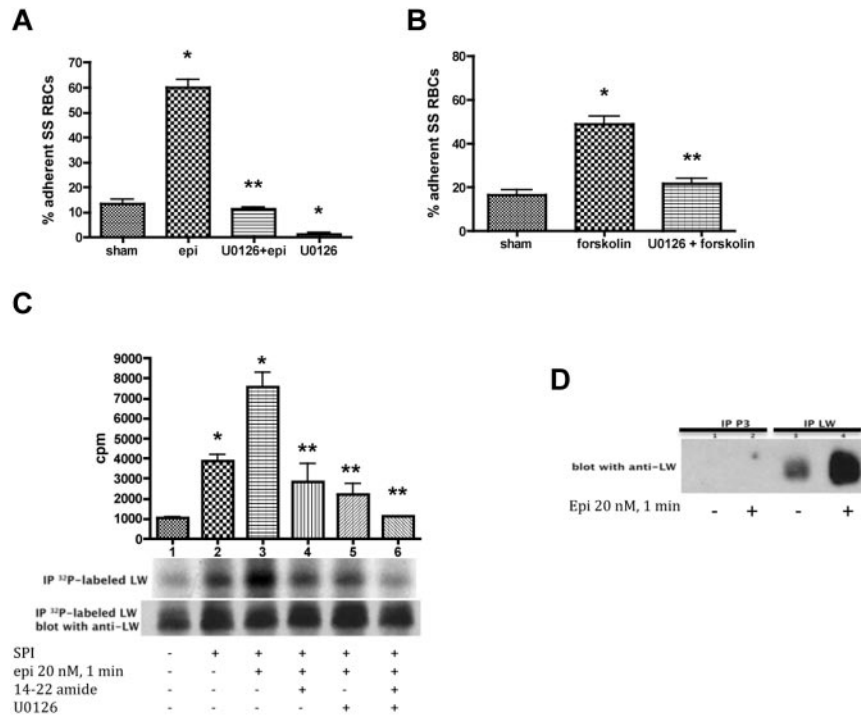 A
% adherent SS RBCs
70
60
50
40
30
20
10
0
*
**
*
sham epi U0126+epi U0126
B
% adherent SS RBCs
80
60
40
20
0
*
**
sham forskolin U0126 + forskolin
C
cpm
9000
8000
7000
6000
5000
4000
3000
2000
1000
0
*
*
**
**
**
1 2 3 4 5 6
IP ³²P-labeled LW
IP ³²P-labeled LW
blot with anti-LW
SPI - + + + + +
epi 20 nM, 1 min - - + + + +
14-22 amide - - - + - +
U0126 - - - - + +
D
IP P3 IP LW
1 2 3 4
blot with anti-LW
Epi 20 nM, 1 min - + - +